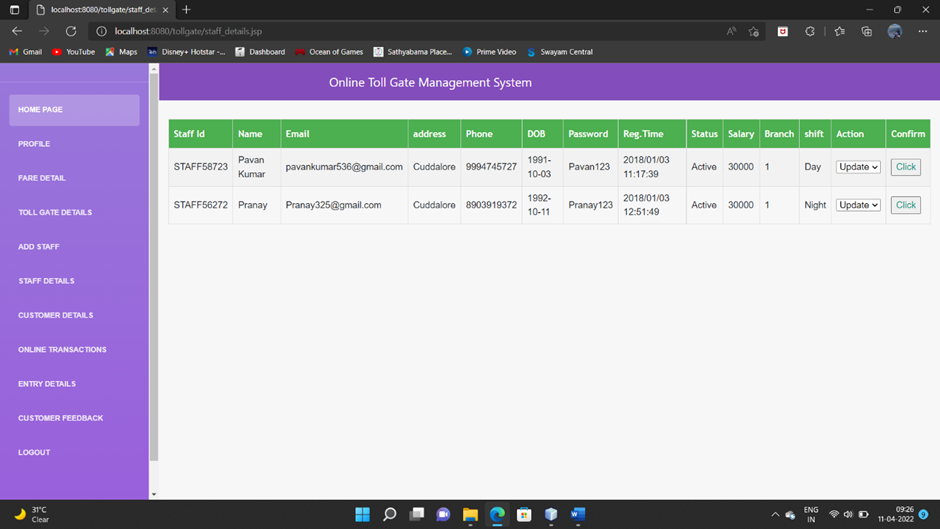 localhost:8080/tollgate/staff_det
localhost:8080/tollgate/staff_details.jsp
Gmail YouTube Maps Disney+ Hotstar -... Dashboard Ocean of Games Sathyabama Place... Prime Video Swayam Central
Online Toll Gate Management System
HOME PAGE
PROFILE
FARE DETAIL
TOLL GATE DETAILS
ADD STAFF
STAFF DETAILS
CUSTOMER DETAILS
ONLINE TRANSACTIONS
ENTRY DETAILS
CUSTOMER FEEDBACK
LOGOUT
Staff Id Name Email address Phone DOB Password Reg.Time Status Salary Branch shift Action Confirm
STAFF58723 Pavan Kumar pavankumar536@gmail.com Cuddalore 9994745727 1991-10-03 Pavan123 2018/01/03 11:17:39 Active 30000 1 Day Update Click
STAFF56272 Pranay Pranay325@gmail.com Cuddalore 8903919372 1992-10-11 Pranay123 2018/01/03 12:51:49 Active 30000 1 Night Update Click
31°C
Clear
ENG
IN
09:26
11-04-2022